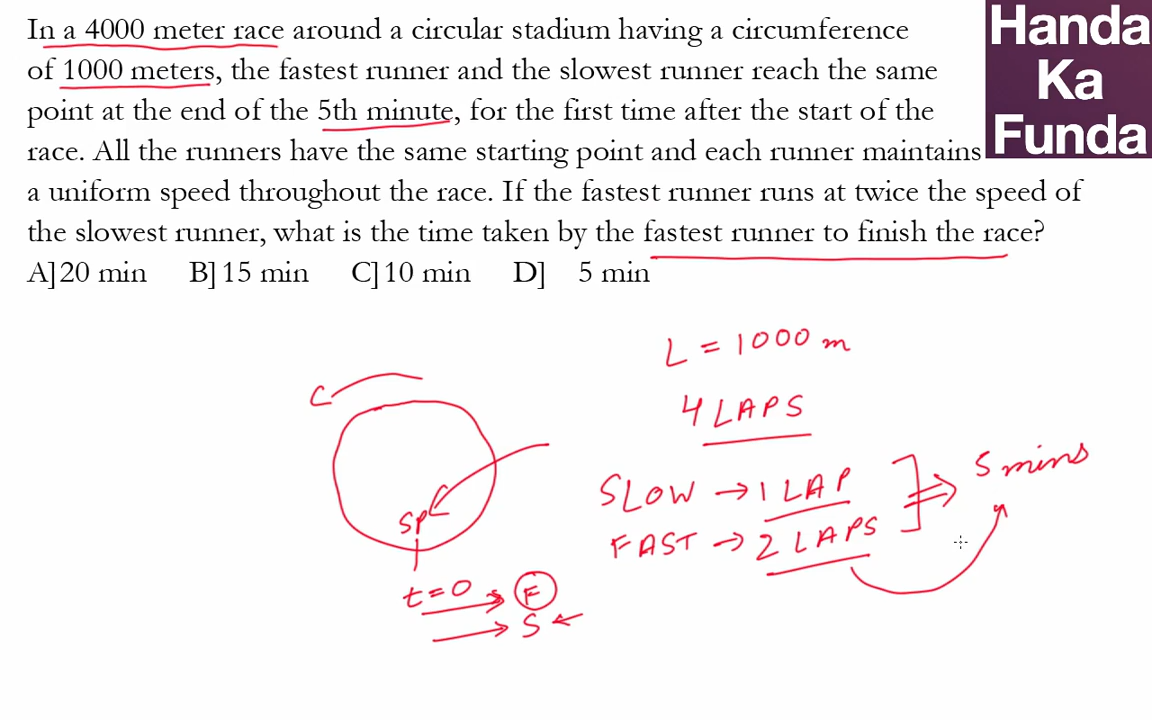 In a 4000 meter race around a circular stadium having a circumference
of 1000 meters, the fastest runner and the slowest runner reach the same
point at the end of the 5th minute, for the first time after the start of the
race. All the runners have the same starting point and each runner maintains
a uniform speed throughout the race. If the fastest runner runs at twice the speed of
the slowest runner, what is the time taken by the fastest runner to finish the race?
A] 20 min B] 15 min C] 10 min D] 5 min
Handa
Ka
Funda
L = 1000 m
4 LAPS
SLOW → 1 LAP
FAST → 2 LAPS
⇒ 5 mins
SP
t=0 → F
→ S ←